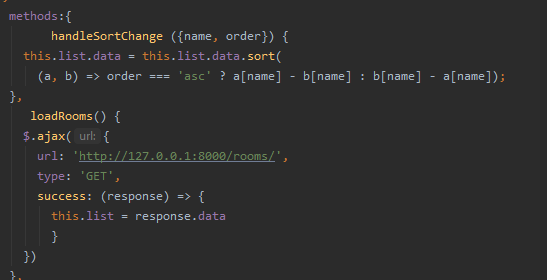 methods:{
handleSortChange ({name, order}) {
this.list.data = this.list.data.sort(
(a, b) => order === 'asc' ? a[name] - b[name] : b[name] - a[name]);
},
loadRooms() {
$.ajax( url: {
url: 'http://127.0.0.1:8000/rooms/',
type: 'GET',
success: (response) => {
this.list = response.data
}
})
},